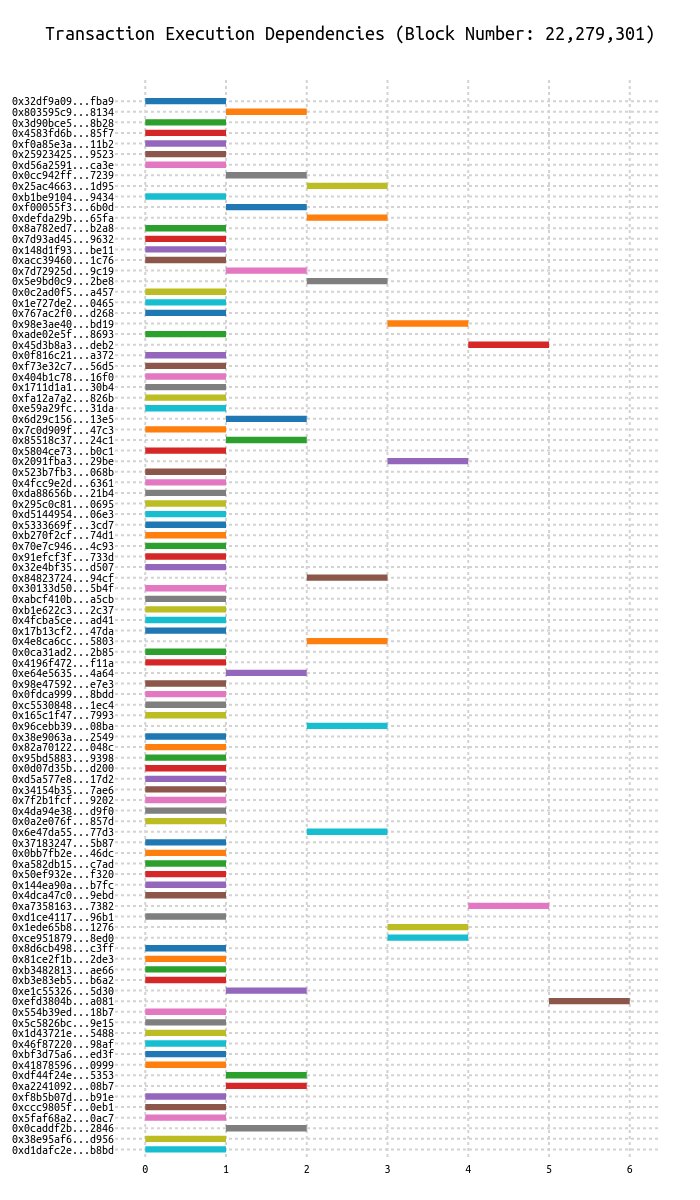 Transaction Execution Dependencies (Block Number: 22,279,301)
0x32df9a09...fba9
0x803595c9...8134
0x3d90bce5...8b28
0x4583fd6b...85f7
0xf0a85e3a...11b2
0x25923425...9523
0xd56a2591...ca3e
0x0cc942ff...7239
0x25ac4663...1d95
0xb1be9104...9434
0xf00055f3...6b0d
0xdefda29b...65fa
0x8a782ed7...b2a8
0x7d93ad45...9632
0x148d1f93...be11
0xacc39460...1c76
0x7d72925d...9c19
0x5e9bd0c9...2be8
0x0c2ad0f5...a457
0x1e727de2...0465
0x767ac2f0...d268
0x98e3ae40...bd19
0xade02e5f...8693
0x45d3b8a3...deb2
0x0f816c21...a372
0xf73e32c7...56d5
0x404b1c78...16f0
0x1711d1a1...30b4
0xfa12a7a2...826b
0xe59a29fc...31da
0x6d29c156...13e5
0x7c0d909f...47c3
0x85518c37...24c1
0x5804ce73...b0c1
0x2091fba3...29be
0x523b7fb3...068b
0x4fcc9e2d...6361
0xda88656b...21b4
0x295c0c81...0695
0xd5144954...06e3
0x5333669f...3cd7
0xb270f2cf...74d1
0x70e7c946...4c93
0x91efcf3f...733d
0x32e4bf35...d507
0x84823724...94cf
0x30133d50...5b4f
0xabcf410b...a5cb
0xb1e622c3...2c37
0x4fcba5ce...ad41
0x17b13cf2...47da
0x4e8ca6cc...5803
0x0ca31ad2...2b85
0x4196f472...f11a
0xe64e5635...4a64
0x98e47592...e7e3
0x0fdca999...8bdd
0xc5530848...1ec4
0x165c1f47...7993
0x96cebb39...08ba
0x38e9063a...2549
0x82a70122...048c
0x95bd5883...9398
0x0d07d35b...d200
0xd5a577e8...17d2
0x34154b35...7ae6
0x7f2b1fcf...9202
0x4da94e38...d9f0
0x0a2e076f...857d
0x6e47da55...77d3
0x37183247...5b87
0x0bb7fb2e...46dc
0xa582db15...c7ad
0x50ef932e...f320
0x144ea90a...b7fc
0x4dca47c0...9ebd
0xa7358163...7382
0xd1ce4117...96b1
0x1ede65b8...1276
0xce951879...8ed0
0x8d6cb498...c3ff
0x81ce2f1b...2de3
0xb3482813...ae66
0xb3e83eb5...b6a2
0xe1c55326...5d30
0xefd3804b...a081
0x554b39ed...18b7
0x5c5826bc...9e15
0x1d43721e...5488
0x46f87220...98af
0xbf3d75a6...ed3f
0x41878596...0999
0xdf44f24e...5353
0xa2241092...08b7
0xf8b5b07d...b91e
0xccc9805f...0eb1
0x5faf68a2...0ac7
0x0caddf2b...2846
0x38e95af6...d956
0xd1dafc2e...b8bd
0 1 2 3 4 5 6